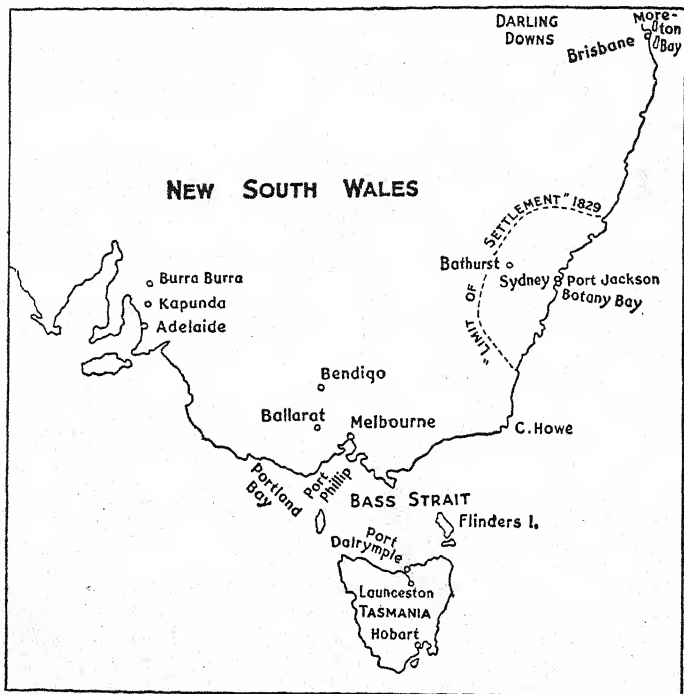 DARLING
DOWNS
More-
ton
Bay
Brisbane
NEW SOUTH WALES
"LIMIT OF SETTLEMENT" 1829
Bathurst
Sydney
Port Jackson
Botany Bay
Burra Burra
Kapunda
Adelaide
Bendigo
Ballarat
Melbourne
C. Howe
Portland
Bay
Port
Phillip
BASS STRAIT
Flinders I.
Port
Dalrymple
Launceston
TASMANIA
Hobart